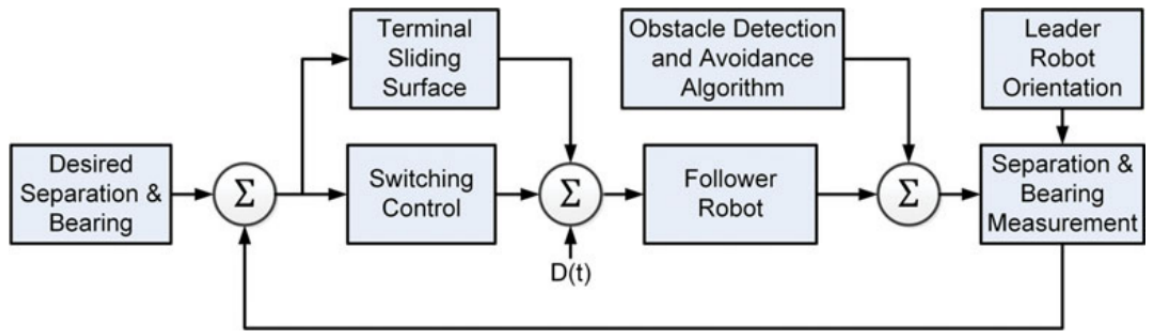 Terminal
Sliding
Surface
Obstacle Detection
and Avoidance
Algorithm
Leader
Robot
Orientation
Desired
Separation &
Bearing
Σ
Switching
Control
Σ
Follower
Robot
Σ
Separation &
Bearing
Measurement
D(t)